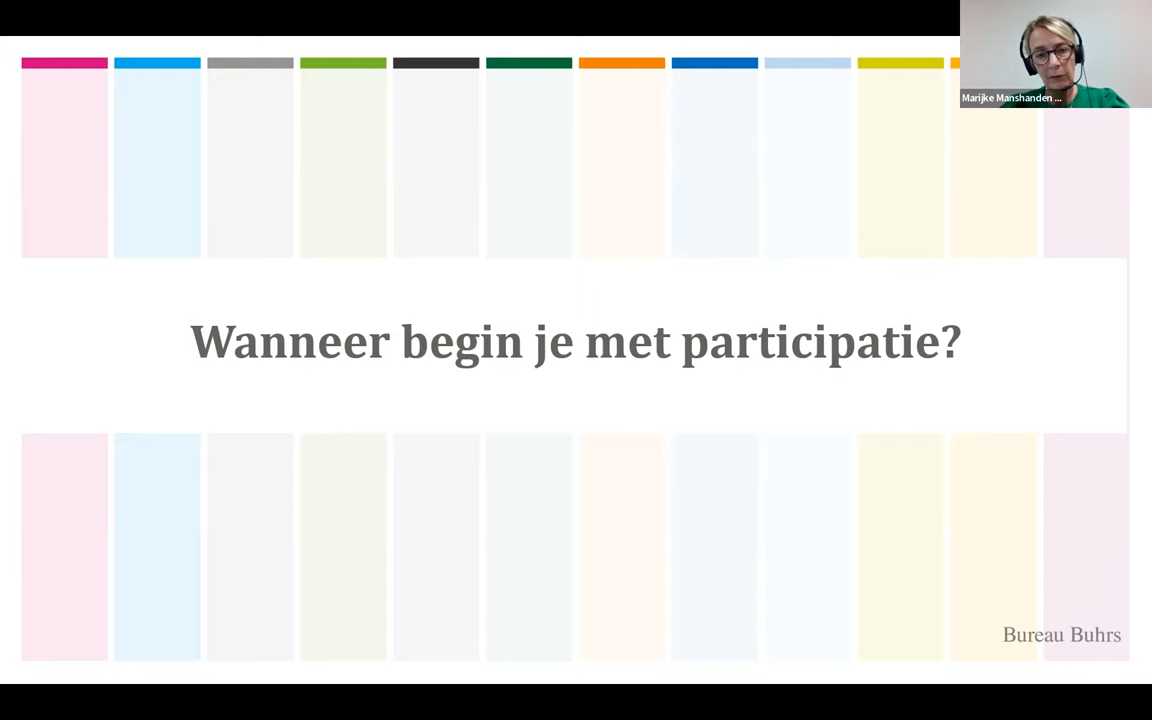 Marijke Manshanden ...
Wanneer begin je met participatie?
Bureau Buhrs